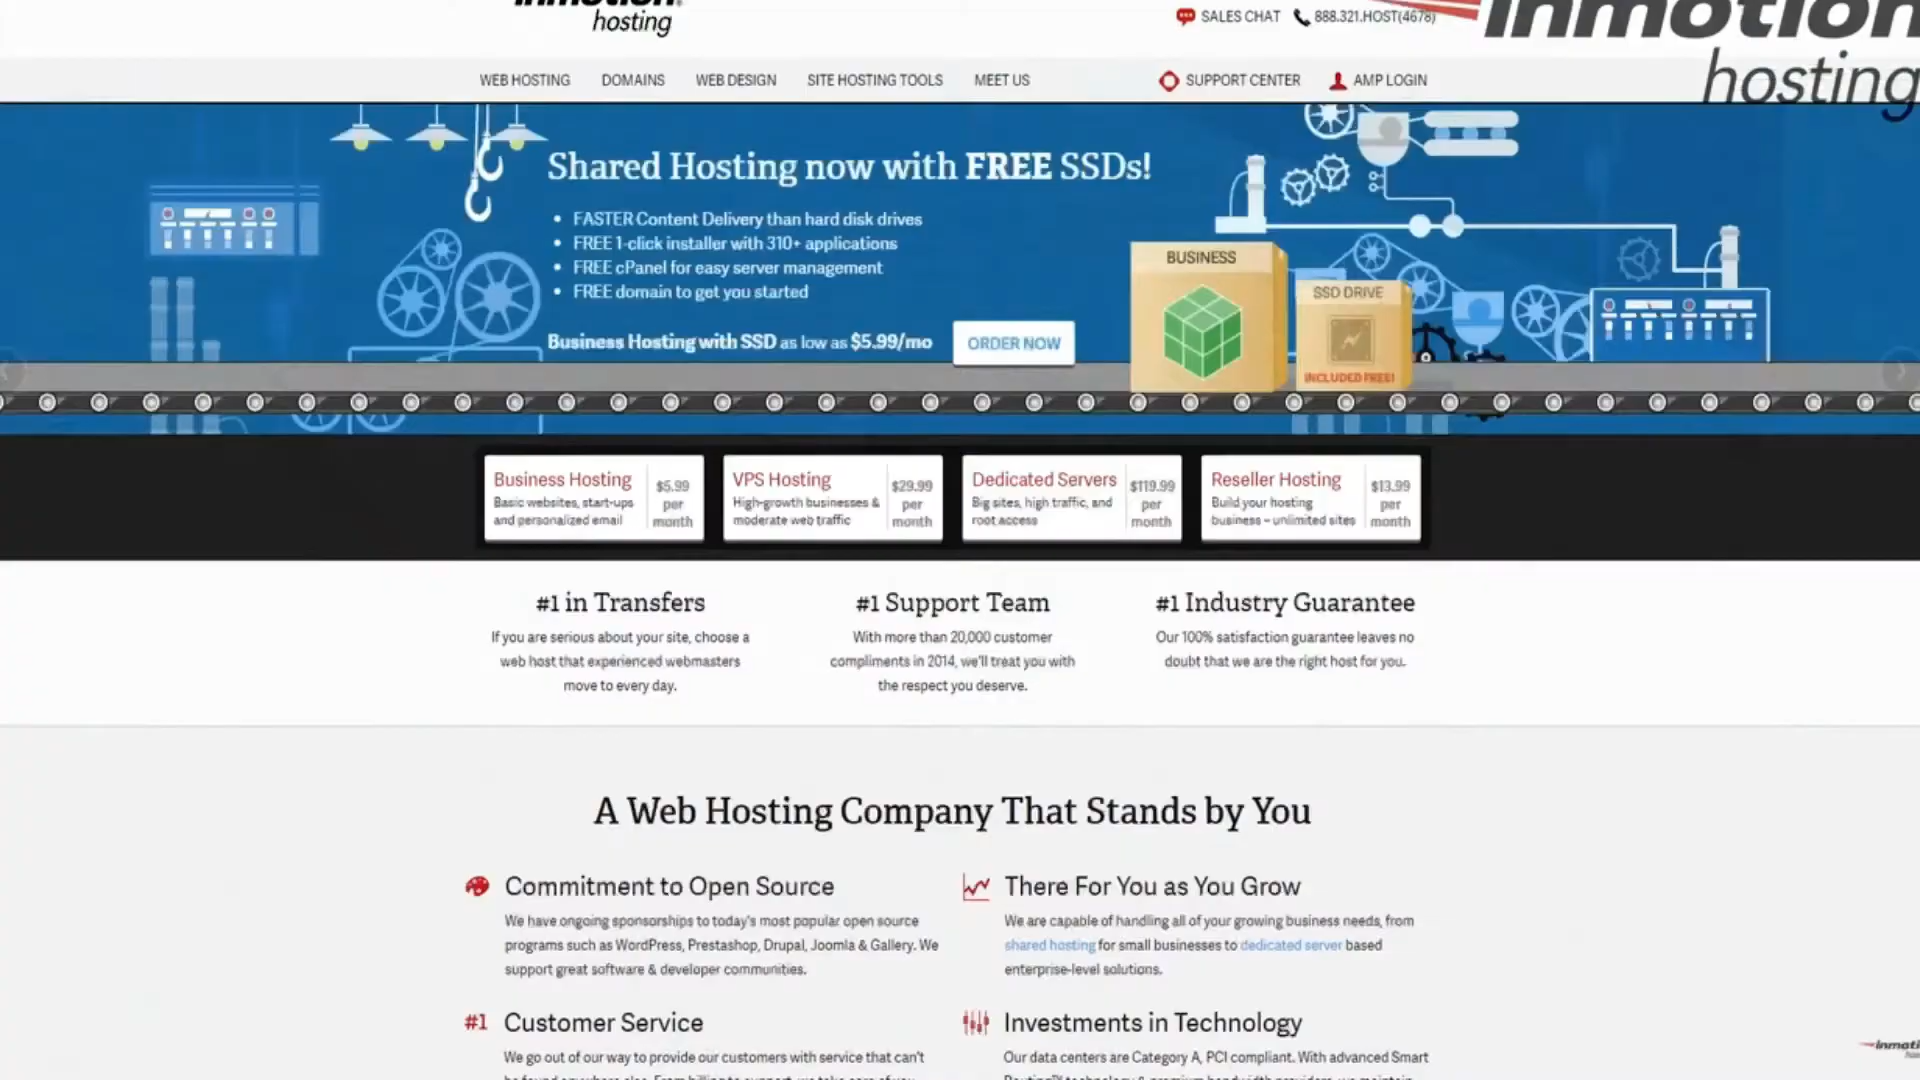 inmotion
hosting
SALES CHAT
888.321.HOST(4678)
inmotion
hosting
WEB HOSTING
DOMAINS
WEB DESIGN
SITE HOSTING TOOLS
MEET US
SUPPORT CENTER
AMP LOGIN
Shared Hosting now with FREE SSDs!
• FASTER Content Delivery than hard disk drives
• FREE 1-click installer with 310+ applications
• FREE cPanel for easy server management
• FREE domain to get you started
Business Hosting with SSD as low as $5.99/mo
ORDER NOW
BUSINESS
SSD DRIVE
INCLUDED FREE!
Business Hosting
Basic websites, start-ups
and personalized email
$5.99
per
month
VPS Hosting
High-growth businesses &
moderate web traffic
$29.99
per
month
Dedicated Servers
Big sites, high traffic, and
root access
$119.99
per
month
Reseller Hosting
Build your hosting
business – unlimited sites
$13.99
per
month
#1 in Transfers
If you are serious about your site, choose a
web host that experienced webmasters
move to every day.
#1 Support Team
With more than 20,000 customer
compliments in 2014, we'll treat you with
the respect you deserve.
#1 Industry Guarantee
Our 100% satisfaction guarantee leaves no
doubt that we are the right host for you.
A Web Hosting Company That Stands by You
Commitment to Open Source
We have ongoing sponsorships to today's most popular open source
programs such as WordPress, Prestashop, Drupal, Joomla & Gallery. We
support great software & developer communities.
There For You as You Grow
We are capable of handling all of your growing business needs, from
shared hosting for small businesses to dedicated server based
enterprise-level solutions.
#1 Customer Service
We go out of our way to provide our customers with service that can't
Investments in Technology
Our data centers are Category A, PCI compliant. With advanced Smart